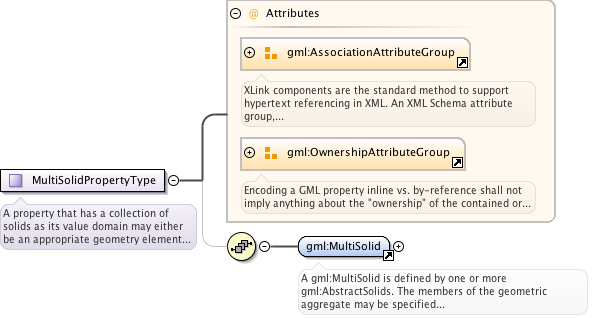 @ Attributes
gml:AssociationAttributeGroup
XLink components are the standard method to support
hypertext referencing in XML. An XML Schema attribute
group,...
gml:OwnershipAttributeGroup
Encoding a GML property inline vs. by-reference shall not
imply anything about the "ownership" of the contained or...
MultiSolidPropertyType
A property that has a collection of
solids as its value domain may either
be an appropriate geometry element...
gml:MultiSolid
A gml:MultiSolid is defined by one or more
gml:AbstractSolids. The members of the geometric
aggregate may be specified...